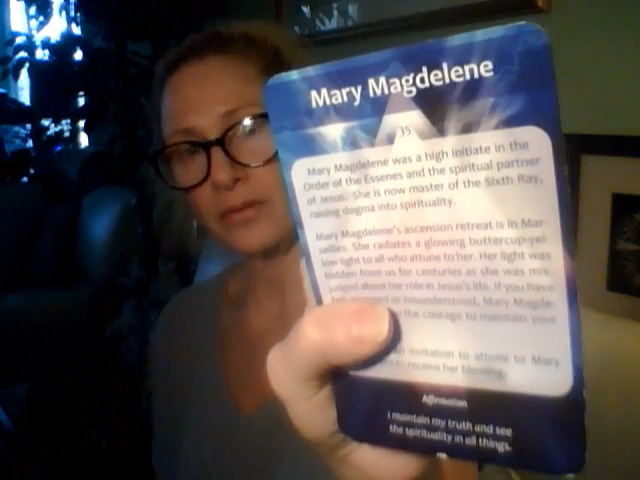 Mary Magdelene
35
Mary Magdelene was a high initiate in the
Order of the Essenes and the spiritual partner
of Jesus. She is now master of the Sixth Ray,
raising dogma into spirituality.
Mary Magdelene's ascension retreat is in Mar-
seilles. She radiates a glowing buttercup-yel-
low light to all who attune to her. Her light was
hidden from us for centuries as she was mis-
judged about her role in Jesus's life. If you have
or misunderstood, Mary Magde-
the courage to maintain your
an invitation to attune to Mary
to receive her blessing.
Affirmation
I maintain my truth and see
the spirituality in all things.